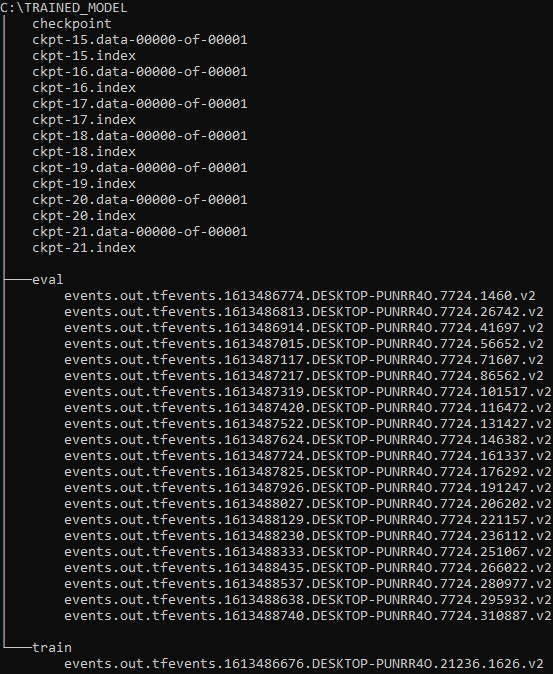 C:\TRAINED_MODEL
checkpoint
ckpt-15.data-00000-of-00001
ckpt-15.index
ckpt-16.data-00000-of-00001
ckpt-16.index
ckpt-17.data-00000-of-00001
ckpt-17.index
ckpt-18.data-00000-of-00001
ckpt-18.index
ckpt-19.data-00000-of-00001
ckpt-19.index
ckpt-20.data-00000-of-00001
ckpt-20.index
ckpt-21.data-00000-of-00001
ckpt-21.index
eval
events.out.tfevents.1613486774.DESKTOP-PUNRR4O.7724.1460.v2
events.out.tfevents.1613486813.DESKTOP-PUNRR4O.7724.26742.v2
events.out.tfevents.1613486914.DESKTOP-PUNRR4O.7724.41697.v2
events.out.tfevents.1613487015.DESKTOP-PUNRR4O.7724.56652.v2
events.out.tfevents.1613487117.DESKTOP-PUNRR4O.7724.71607.v2
events.out.tfevents.1613487217.DESKTOP-PUNRR4O.7724.86562.v2
events.out.tfevents.1613487319.DESKTOP-PUNRR4O.7724.101517.v2
events.out.tfevents.1613487420.DESKTOP-PUNRR4O.7724.116472.v2
events.out.tfevents.1613487522.DESKTOP-PUNRR4O.7724.131427.v2
events.out.tfevents.1613487624.DESKTOP-PUNRR4O.7724.146382.v2
events.out.tfevents.1613487724.DESKTOP-PUNRR4O.7724.161337.v2
events.out.tfevents.1613487825.DESKTOP-PUNRR4O.7724.176292.v2
events.out.tfevents.1613487926.DESKTOP-PUNRR4O.7724.191247.v2
events.out.tfevents.1613488027.DESKTOP-PUNRR4O.7724.206202.v2
events.out.tfevents.1613488129.DESKTOP-PUNRR4O.7724.221157.v2
events.out.tfevents.1613488230.DESKTOP-PUNRR4O.7724.236112.v2
events.out.tfevents.1613488333.DESKTOP-PUNRR4O.7724.251067.v2
events.out.tfevents.1613488435.DESKTOP-PUNRR4O.7724.266022.v2
events.out.tfevents.1613488537.DESKTOP-PUNRR4O.7724.280977.v2
events.out.tfevents.1613488638.DESKTOP-PUNRR4O.7724.295932.v2
events.out.tfevents.1613488740.DESKTOP-PUNRR4O.7724.310887.v2
train
events.out.tfevents.1613486676.DESKTOP-PUNRR4O.21236.1626.v2